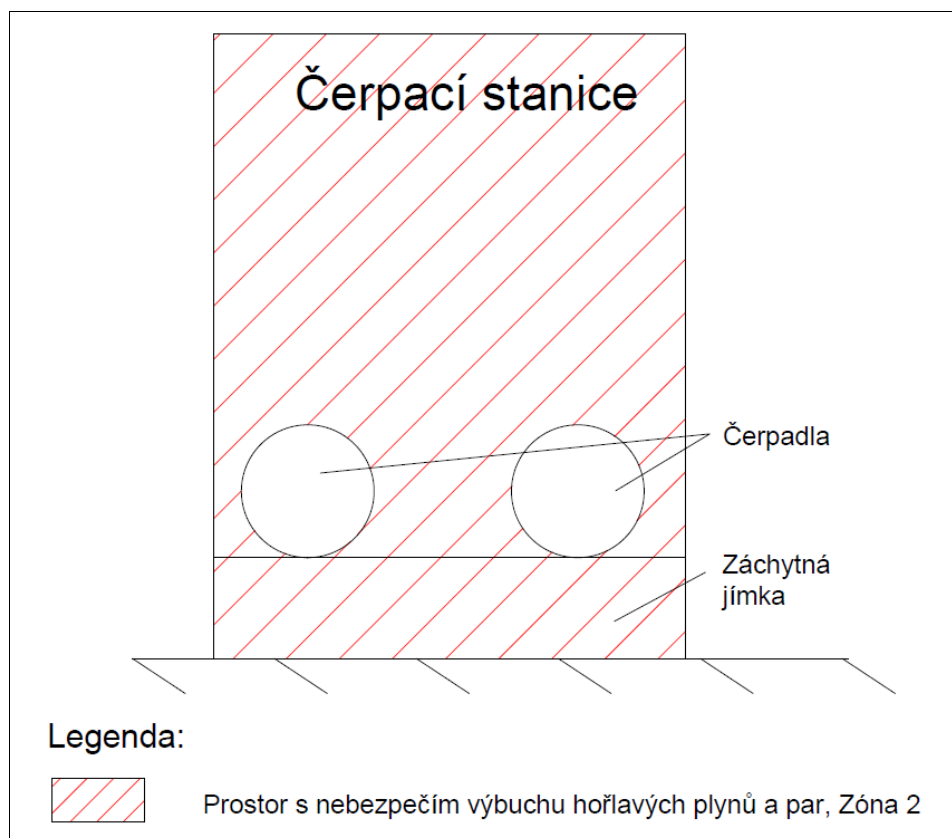 Čerpací stanice
Čerpadla
Záchytná
jímka
Legenda:
Prostor s nebezpečím výbuchu hořlavých plynů a par, Zóna 2